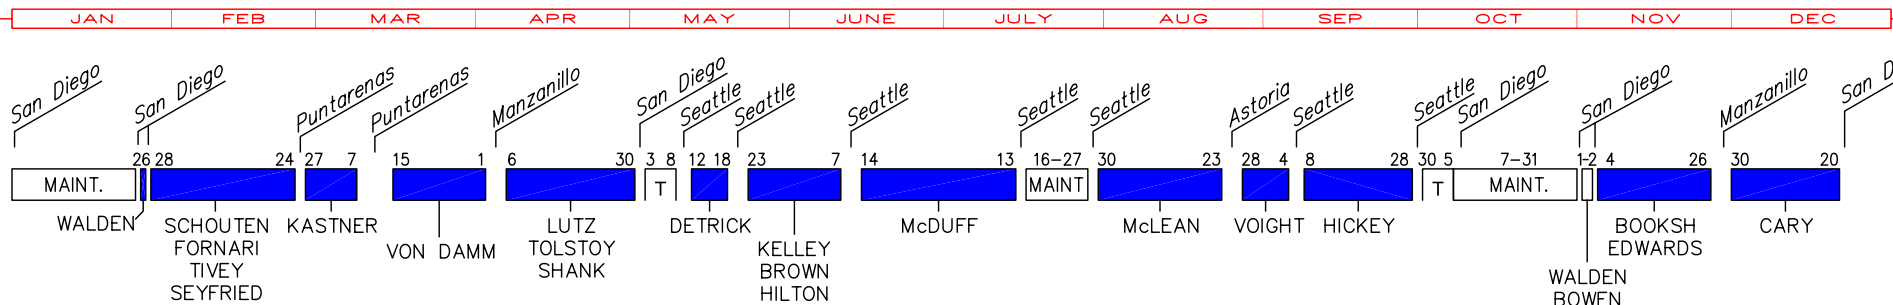 JAN FEB MAR APR MAY JUNE JULY AUG SEP OCT NOV DEC
San Diego San Diego Puntarenas Puntarenas Manzanillo San Diego Seattle Seattle Seattle Seattle Seattle Astoria Seattle Seattle San Diego San Diego Manzanillo San D
26 28 24 27 7 15 1 6 30 3 8 12 18 23 7 14 13 16-27 30 23 28 4 8 28 30 5 7-31 1-2 4 26 30 20
MAINT. T MAINT T MAINT.
WALDEN SCHOUTEN KASTNER VON DAMM LUTZ DETRICK KELLEY McDUFF McLEAN VOIGHT HICKEY WALDEN BOOKSH CARY
FORNARI TOLSTOY BROWN BOWEN EDWARDS
TIVEY SHANK HILTON
SEYFRIED